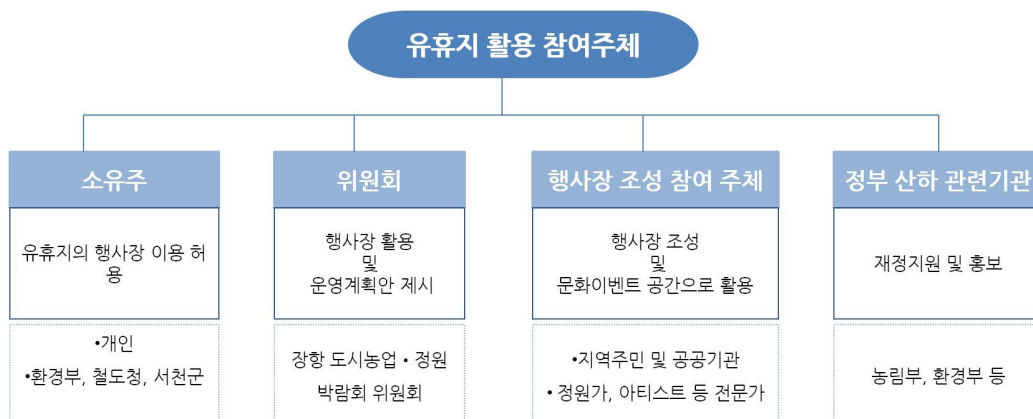 유휴지 활용 참여주체
소유주
유휴지의 행사장 이용 허
용
•개인
•환경부, 철도청, 서천군
위원회
행사장 활용
및
운영계획안 제시
장항 도시농업・정원
박람회 위원회
행사장 조성 참여 주체
행사장 조성
및
문화이벤트 공간으로 활용
•지역주민 및 공공기관
•정원가, 아티스트 등 전문가
정부 산하 관련기관
재정지원 및 홍보
농림부, 환경부 등